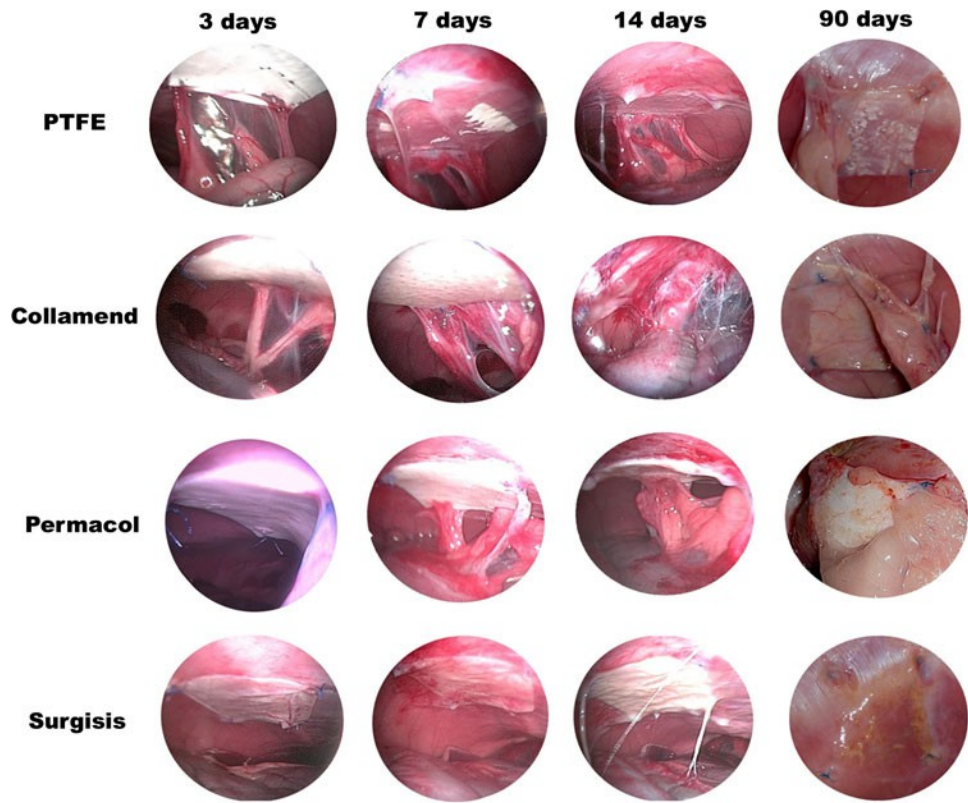 3 days 7 days 14 days 90 days
PTFE
Collamend
Permacol
Surgisis